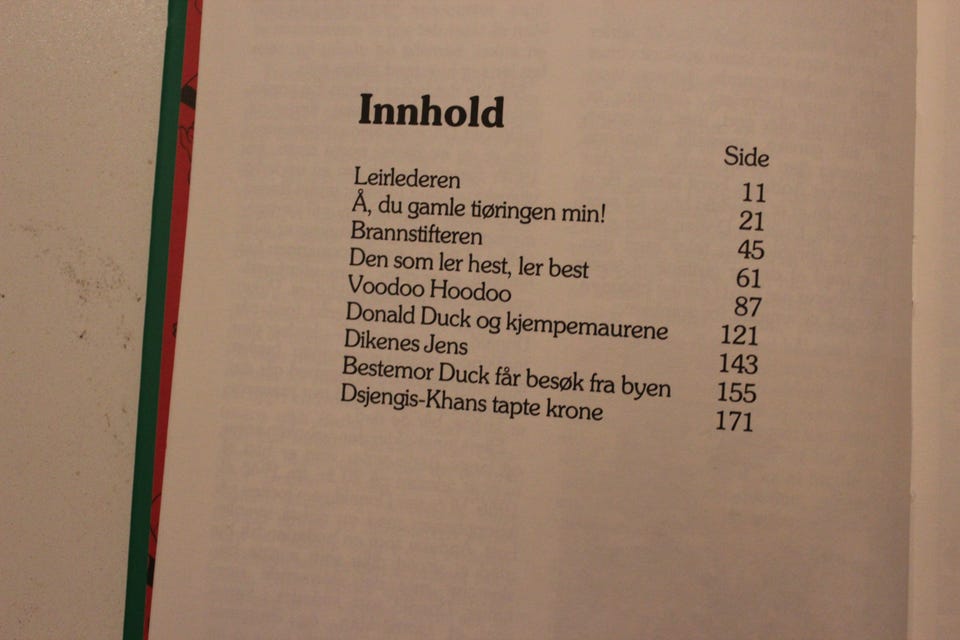 Innhold
Side
Leirlederen 11
Å, du gamle tiøringen min! 21
Brannstifteren 45
Den som ler hest, ler best 61
Voodoo Hoodoo 87
Donald Duck og kjempemaurene 121
Dikenes Jens 143
Bestemor Duck får besøk fra byen 155
Dsjengis-Khans tapte krone 171